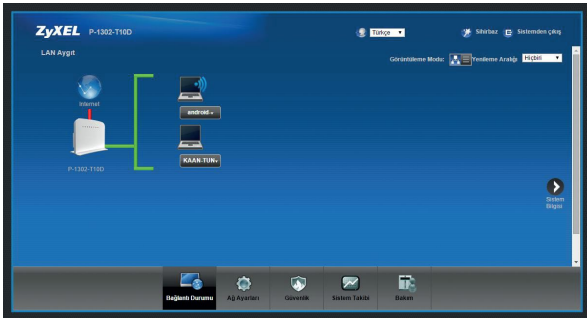 ZyXEL P-1302-T10D
Türkçe
Sihirbaz
Sistemden çıkış
LAN Aygıt
Görüntüleme Modu:
Yenileme Aralığı
Hiçbiri
Internet
android
P-1302-T10D
KAAN-TUN
Sistem
Bilgisi
Bağlantı Durumu
Ağ Ayarları
Güvenlik
Sistem Takibi
Bakım